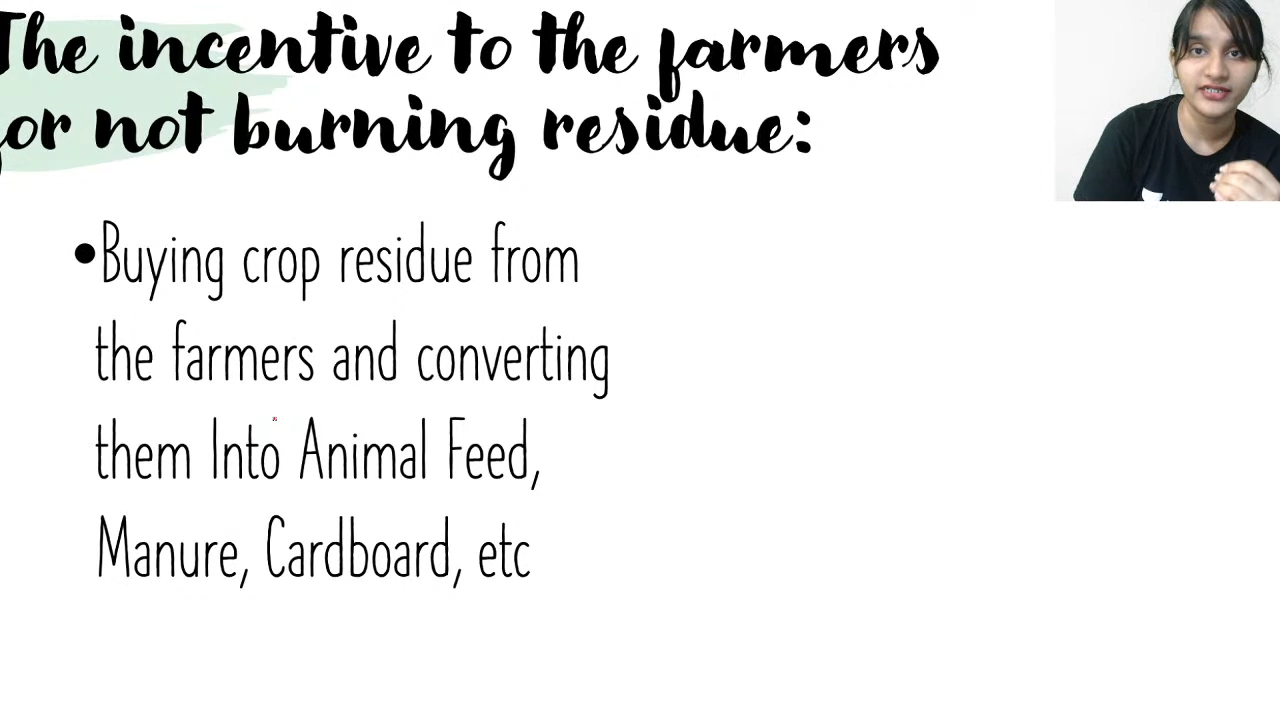 The incentive to the farmers
for not burning residue:
•Buying crop residue from
the farmers and converting
them Into Animal Feed,
Manure, Cardboard, etc